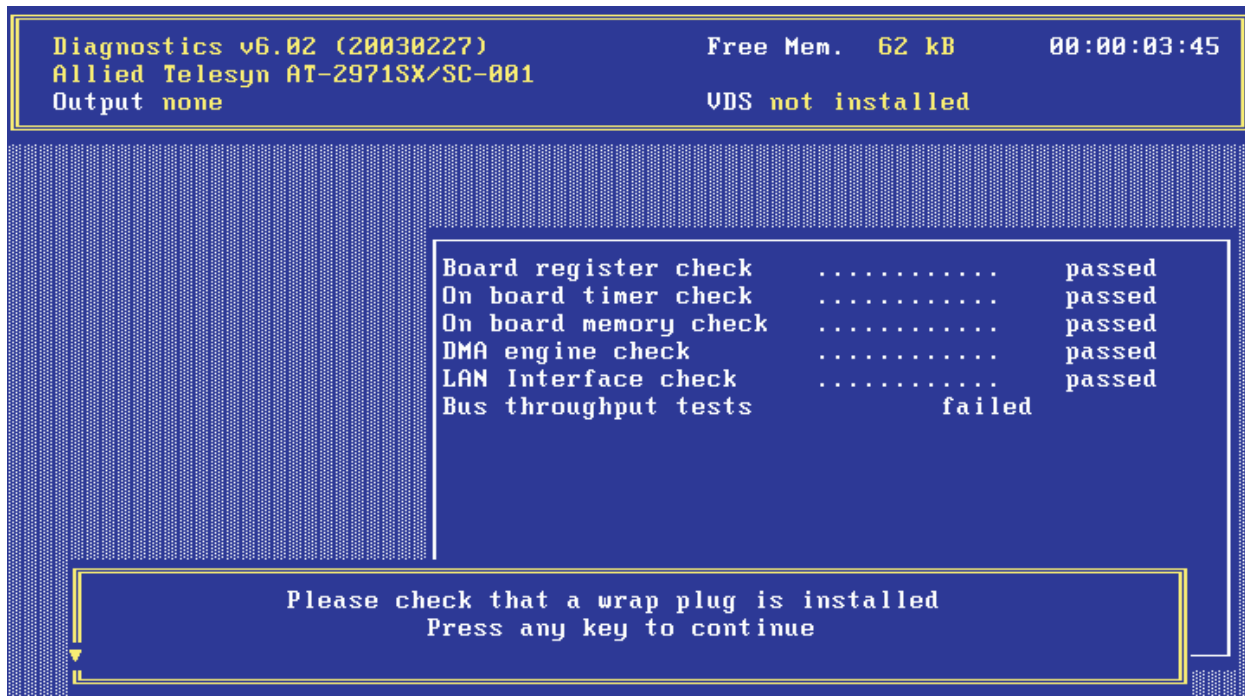 Diagnostics v6.02 (20030227) Free Mem. 62 kB 00:00:03:45
Allied Telesyn AT-2971SX/SC-001
Output none VDS not installed
Board register check ............ passed
On board timer check ............ passed
On board memory check ............ passed
DMA engine check ............ passed
LAN Interface check ............ passed
Bus throughput tests failed
Please check that a wrap plug is installed
Press any key to continue